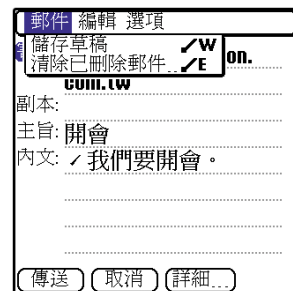 郵件 編輯 選項
儲存草稿 ✓W
清除已刪除郵件... ✓E
on.
com.tw
副本:
主旨: 開會
內文: ✓我們要開會。
傳送 取消 詳細...